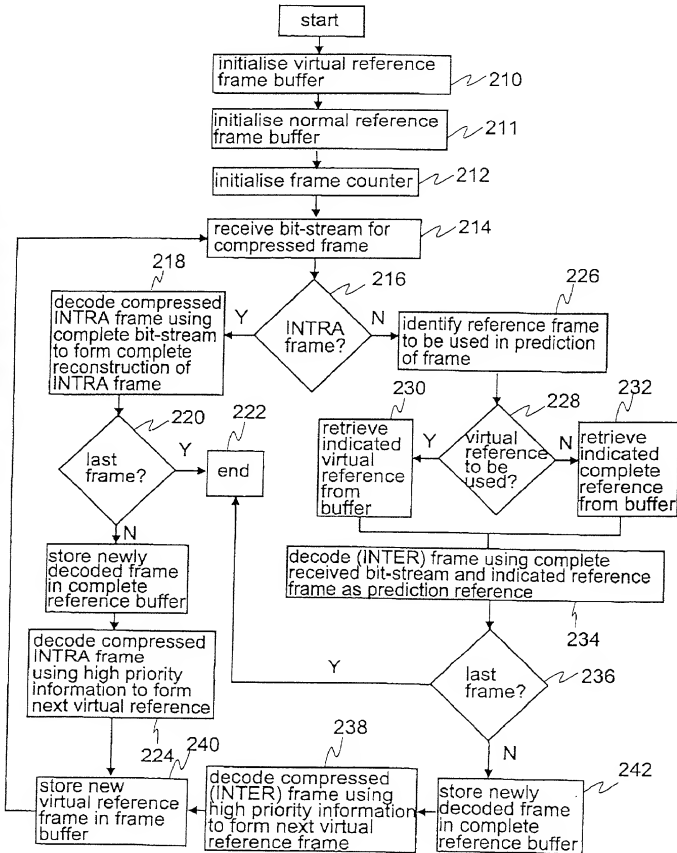 start
initialise virtual reference
frame buffer
210
initialise normal reference
frame buffer
211
initialise frame counter
212
receive bit-stream for
compressed frame
214
216
INTRA
frame?
Y
N
218
decode compressed
INTRA frame using
complete bit-stream
to form complete
reconstruction of
INTRA frame
226
identify reference frame
to be used in prediction
of frame
220
last
frame?
Y
N
222
end
228
virtual
reference
to be
used?
Y
N
230
retrieve
indicated
virtual
reference
from
buffer
232
retrieve
indicated
complete
reference
from buffer
store newly
decoded frame
in complete
reference buffer
decode (INTER) frame using complete
received bit-stream and indicated reference
frame as prediction reference
234
decode compressed
INTRA frame
using high priority
information to form
next virtual reference
224
last
frame?
236
Y
N
240
store new
virtual reference
frame in frame
buffer
238
decode compressed
(INTER) frame using
high priority information
to form next virtual
reference frame
242
store newly
decoded frame
in complete
reference buffer